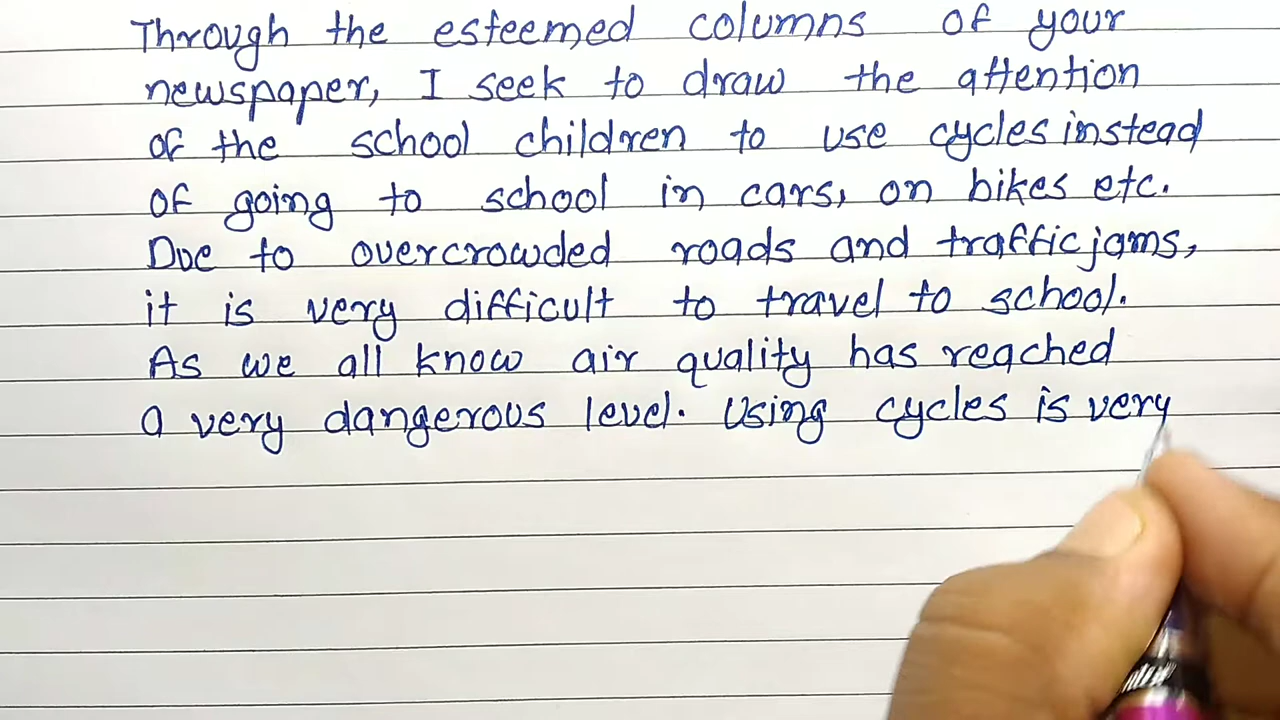 Through the esteemed columns of your
newspaper, I seek to draw the attention
of the school children to use cycles instead
of going to school in cars, on bikes etc.
Due to overcrowded roads and traffic jams,
it is very difficult to travel to school.
As we all know air quality has reached
a very dangerous level. Using cycles is very